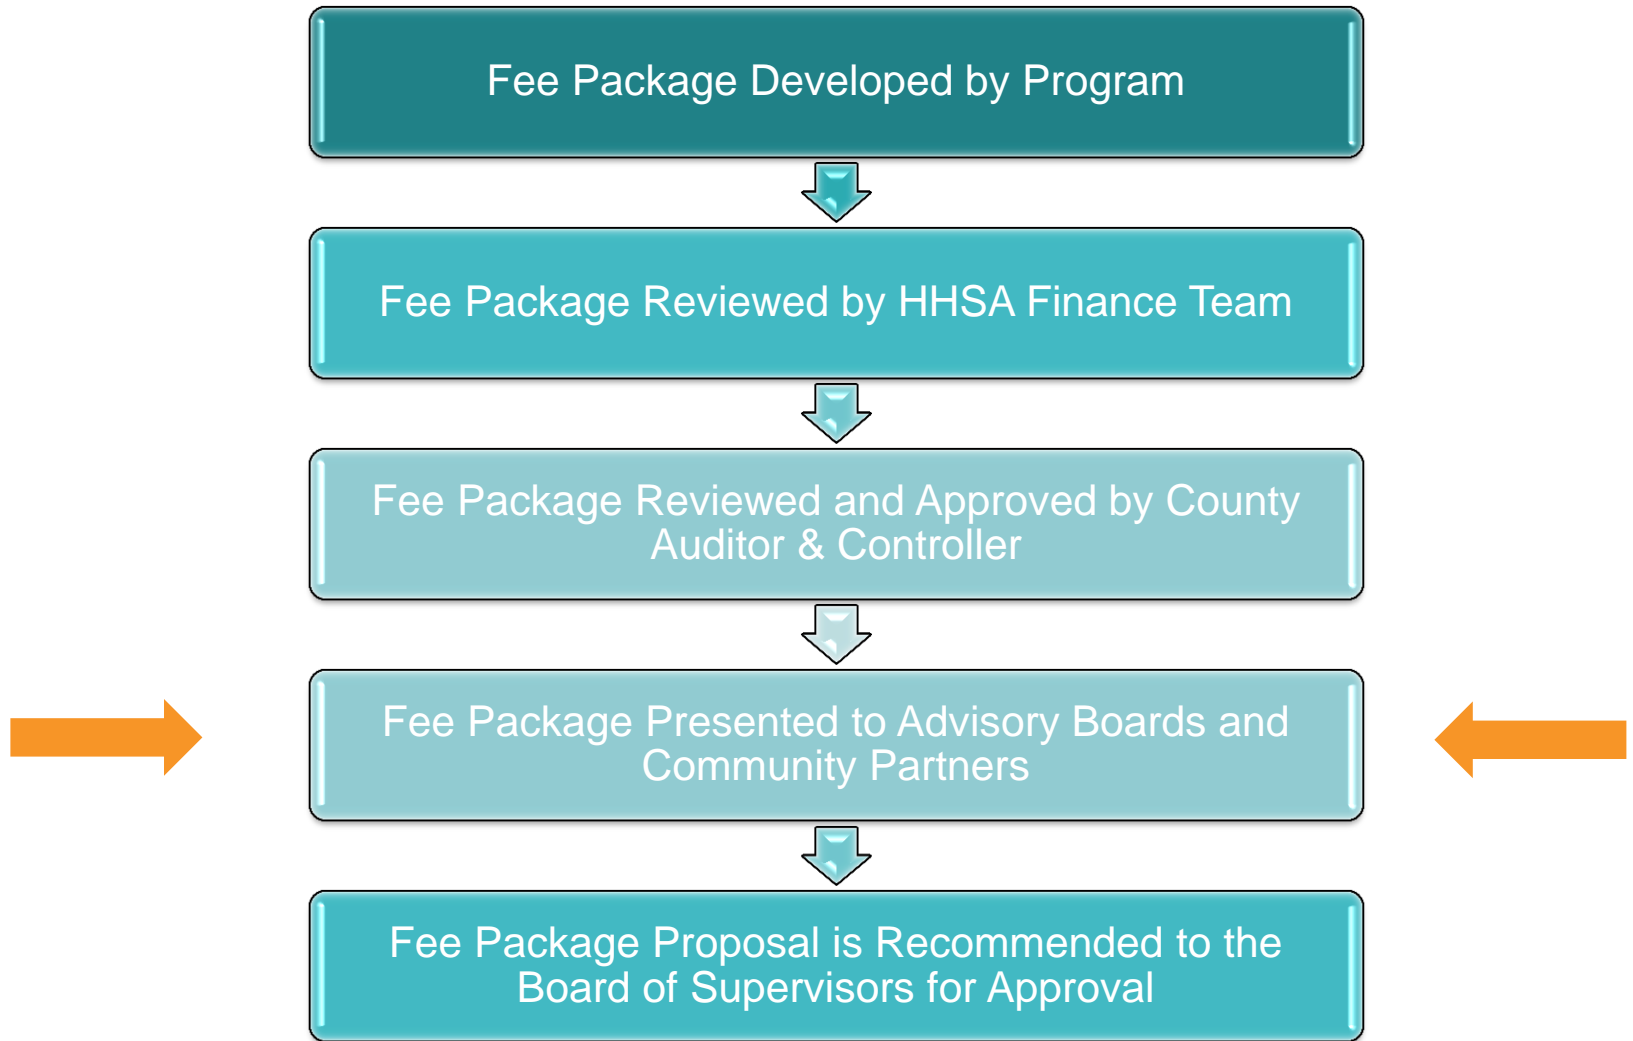 Fee Package Developed by Program
Fee Package Reviewed by HHSA Finance Team
Fee Package Reviewed and Approved by County
Auditor & Controller
Fee Package Presented to Advisory Boards and
Community Partners
Fee Package Proposal is Recommended to the
Board of Supervisors for Approval